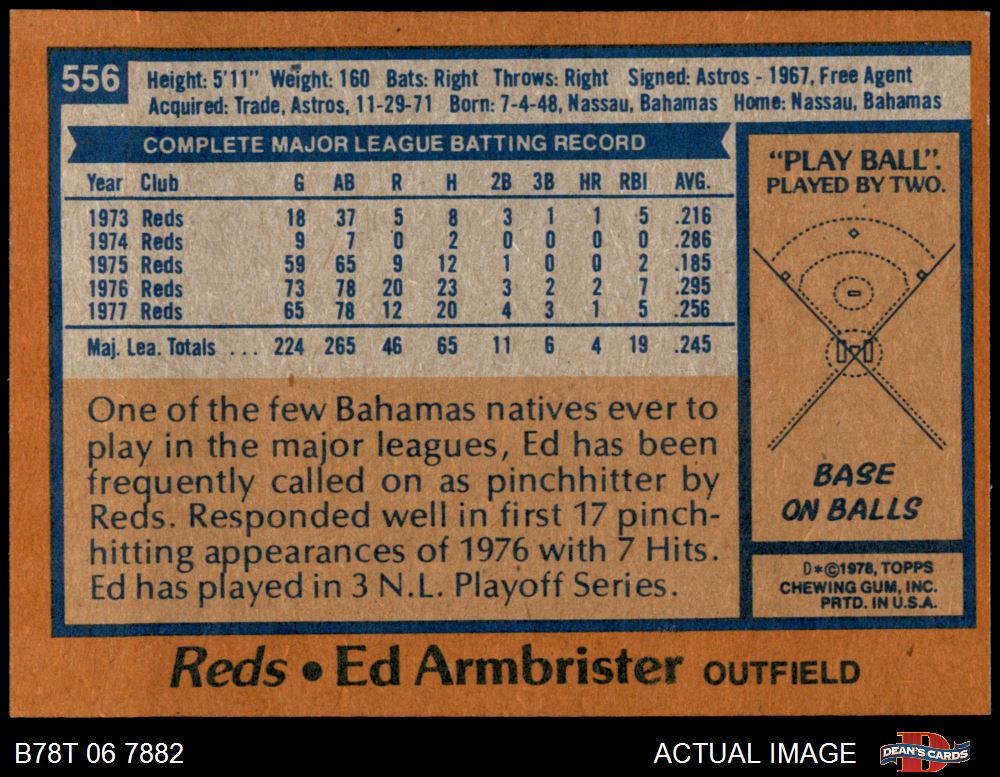 556
Height: 5'11" Weight: 160 Bats: Right Throws: Right Signed: Astros - 1967, Free Agent
Acquired: Trade, Astros, 11-29-71 Born: 7-4-48, Nassau, Bahamas Home: Nassau, Bahamas
COMPLETE MAJOR LEAGUE BATTING RECORD
Year Club G AB R H 2B 3B HR RBI AVG.
1973 Reds 18 37 5 8 3 1 1 5 .216
1974 Reds 9 7 0 2 0 0 0 0 .286
1975 Reds 59 65 9 12 1 0 0 2 .185
1976 Reds 73 78 20 23 3 2 2 7 .295
1977 Reds 65 78 12 20 4 3 1 5 .256
Maj. Lea. Totals ... 224 265 46 65 11 6 4 19 .245
One of the few Bahamas natives ever to
play in the major leagues, Ed has been
frequently called on as pinchhitter by
Reds. Responded well in first 17 pinch-
hitting appearances of 1976 with 7 Hits.
Ed has played in 3 N.L. Playoff Series.
"PLAY BALL".
PLAYED BY TWO.
BASE
ON BALLS
D*©1978, TOPPS
CHEWING GUM, INC.
PRTD. IN U.S.A.
Reds • Ed Armbrister OUTFIELD
B78T 06 7882
ACTUAL IMAGE
D
DEAN'S CARDS